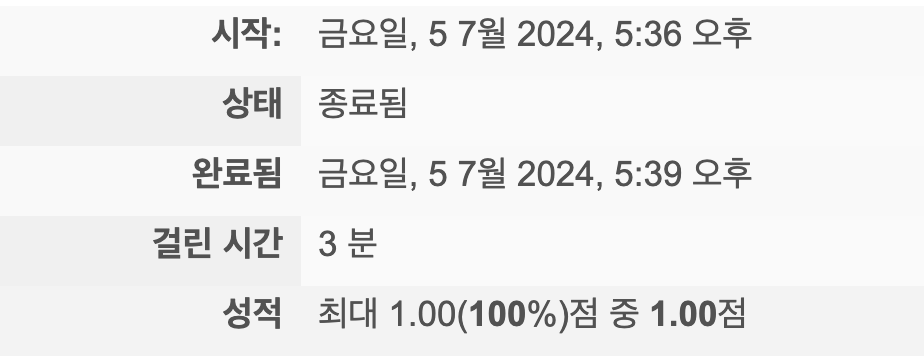 시작: 금요일, 5 7월 2024, 5:36 오후
상태 종료됨
완료됨 금요일, 5 7월 2024, 5:39 오후
걸린 시간 3 분
성적 최대 1.00(100%)점 중 1.00점